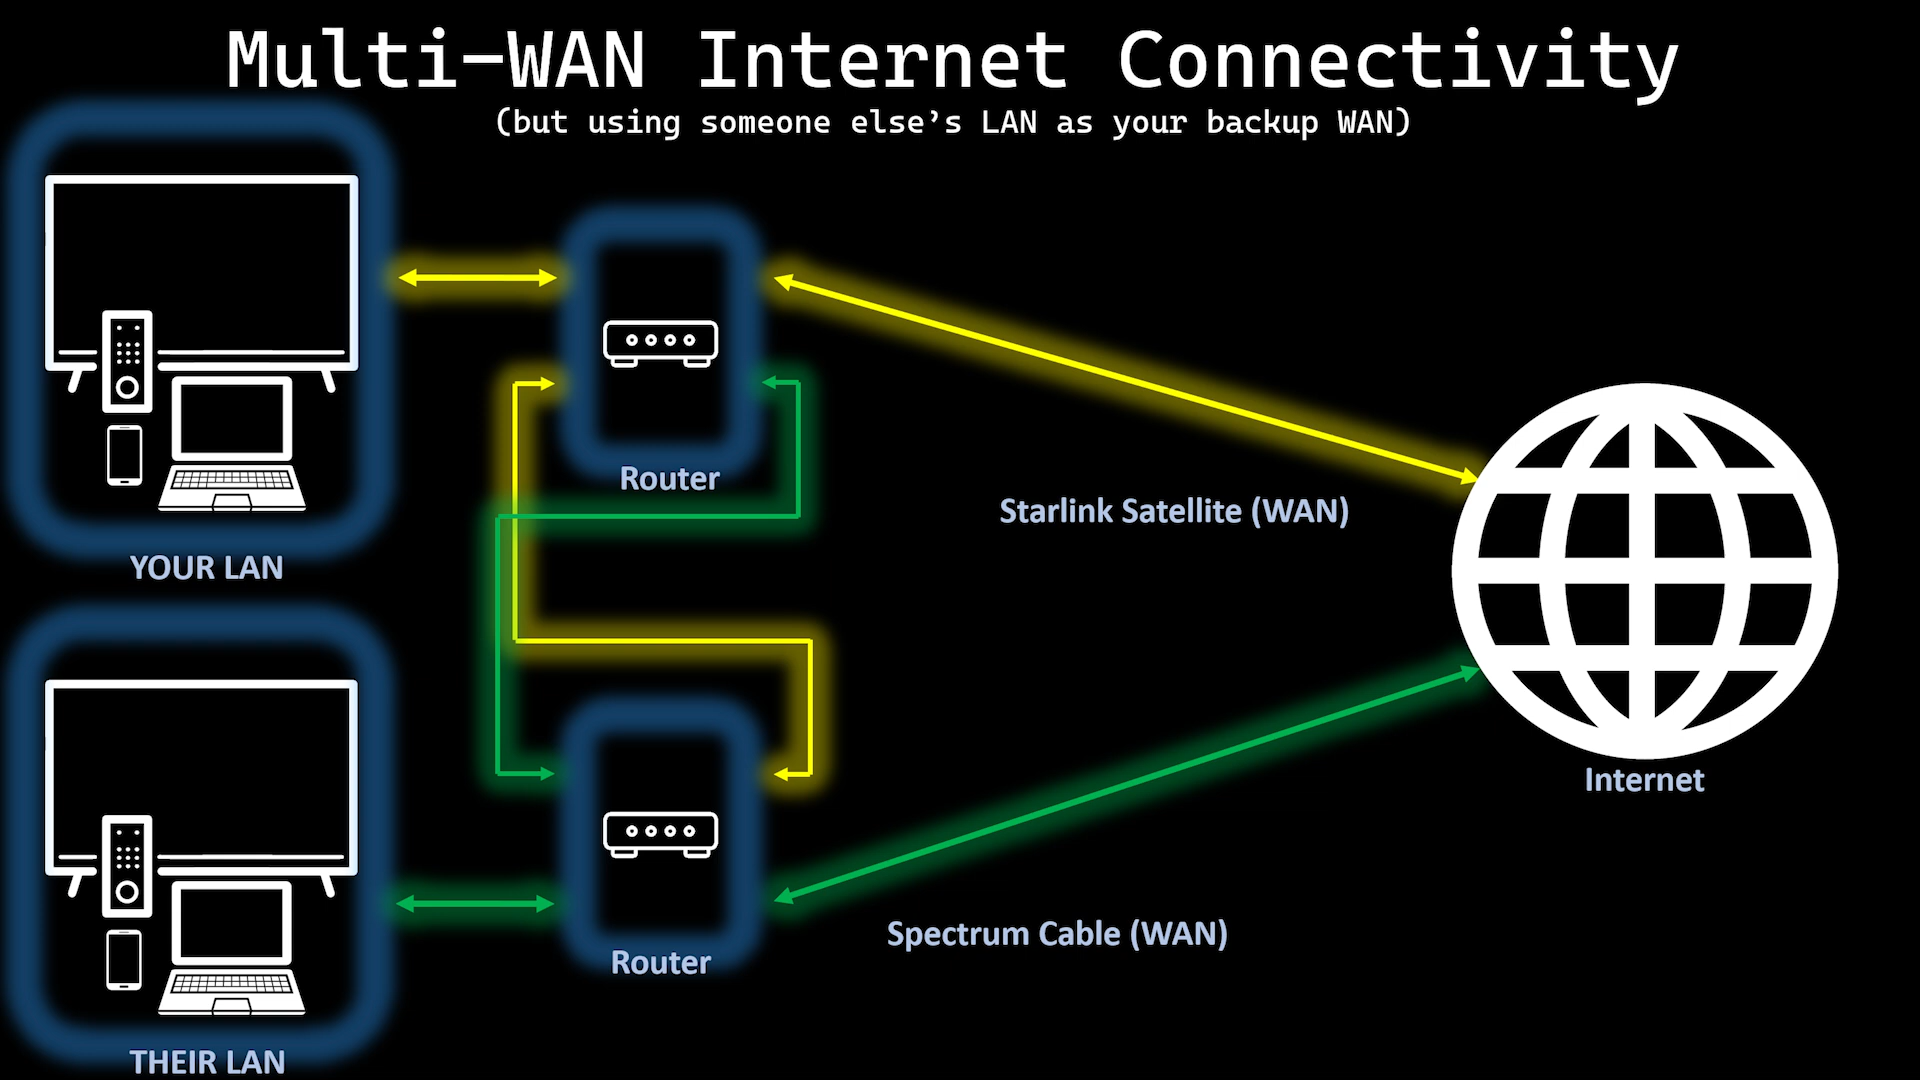 Multi-WAN Internet Connectivity
(but using someone else’s LAN as your backup WAN)
Router
Starlink Satellite (WAN)
YOUR LAN
Internet
Spectrum Cable (WAN)
Router
THEIR LAN